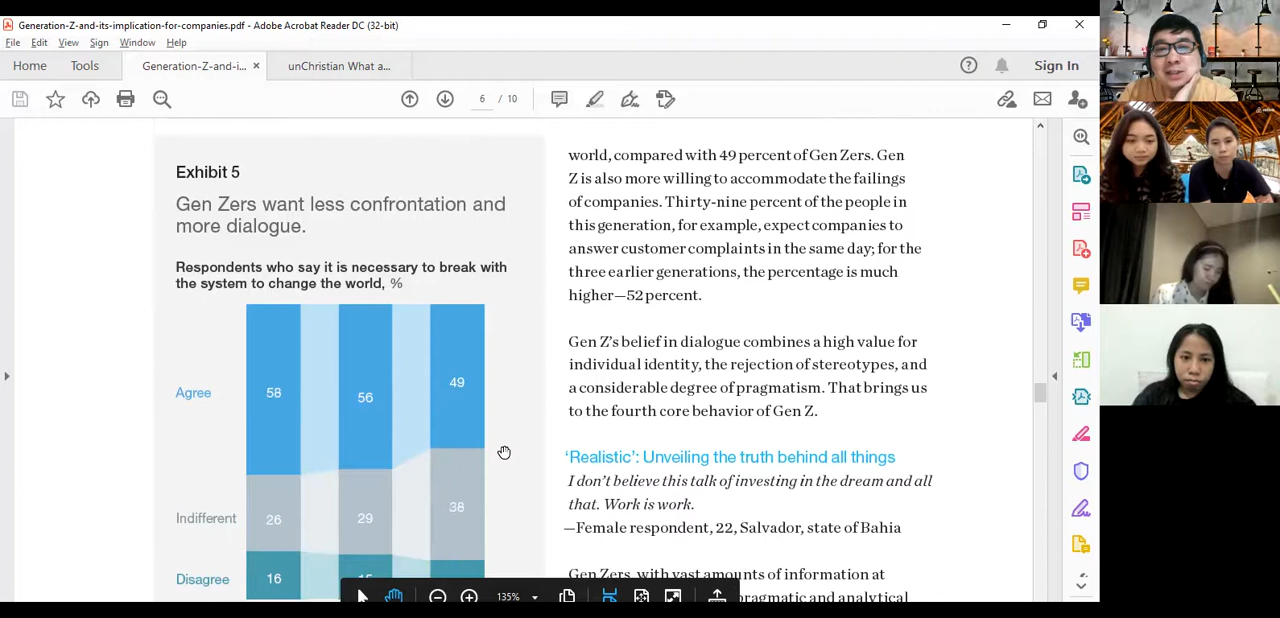 Generation-Z-and-its-implication-for-companies.pdf - Adobe Acrobat Reader DC (32-bit)
File Edit View Sign Window Help
Home Tools Generation-Z-and-i... × unChristian What a... Sign In
6 / 10
Exhibit 5
Gen Zers want less confrontation and
more dialogue.
Respondents who say it is necessary to break with
the system to change the world, %
Agree 58 56 49
Indifferent 26 29 38
Disagree 16
world, compared with 49 percent of Gen Zers. Gen
Z is also more willing to accommodate the failings
of companies. Thirty-nine percent of the people in
this generation, for example, expect companies to
answer customer complaints in the same day; for the
three earlier generations, the percentage is much
higher—52 percent.
Gen Z's belief in dialogue combines a high value for
individual identity, the rejection of stereotypes, and
a considerable degree of pragmatism. That brings us
to the fourth core behavior of Gen Z.
'Realistic': Unveiling the truth behind all things
I don't believe this talk of investing in the dream and all
that. Work is work.
—Female respondent, 22, Salvador, state of Bahia
Gen Zers, with vast amounts of information at
pragmatic and analytical
135%